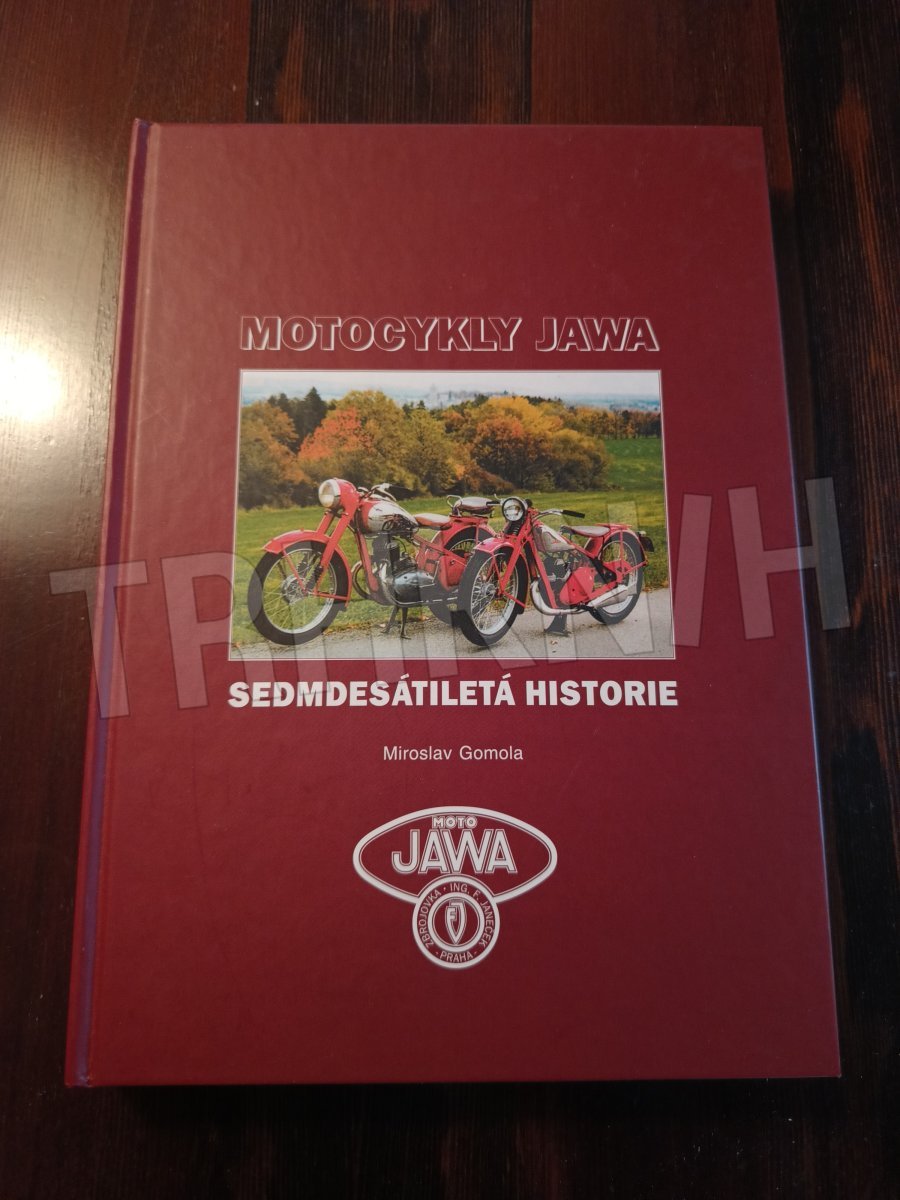 MOTOCYKLY JAWA
SEDMDESÁTILETÁ HISTORIE
Miroslav Gomola
MOTO
JAWA
ZBROJOVKA · ING. F. JANEČEK
· PRAHA ·